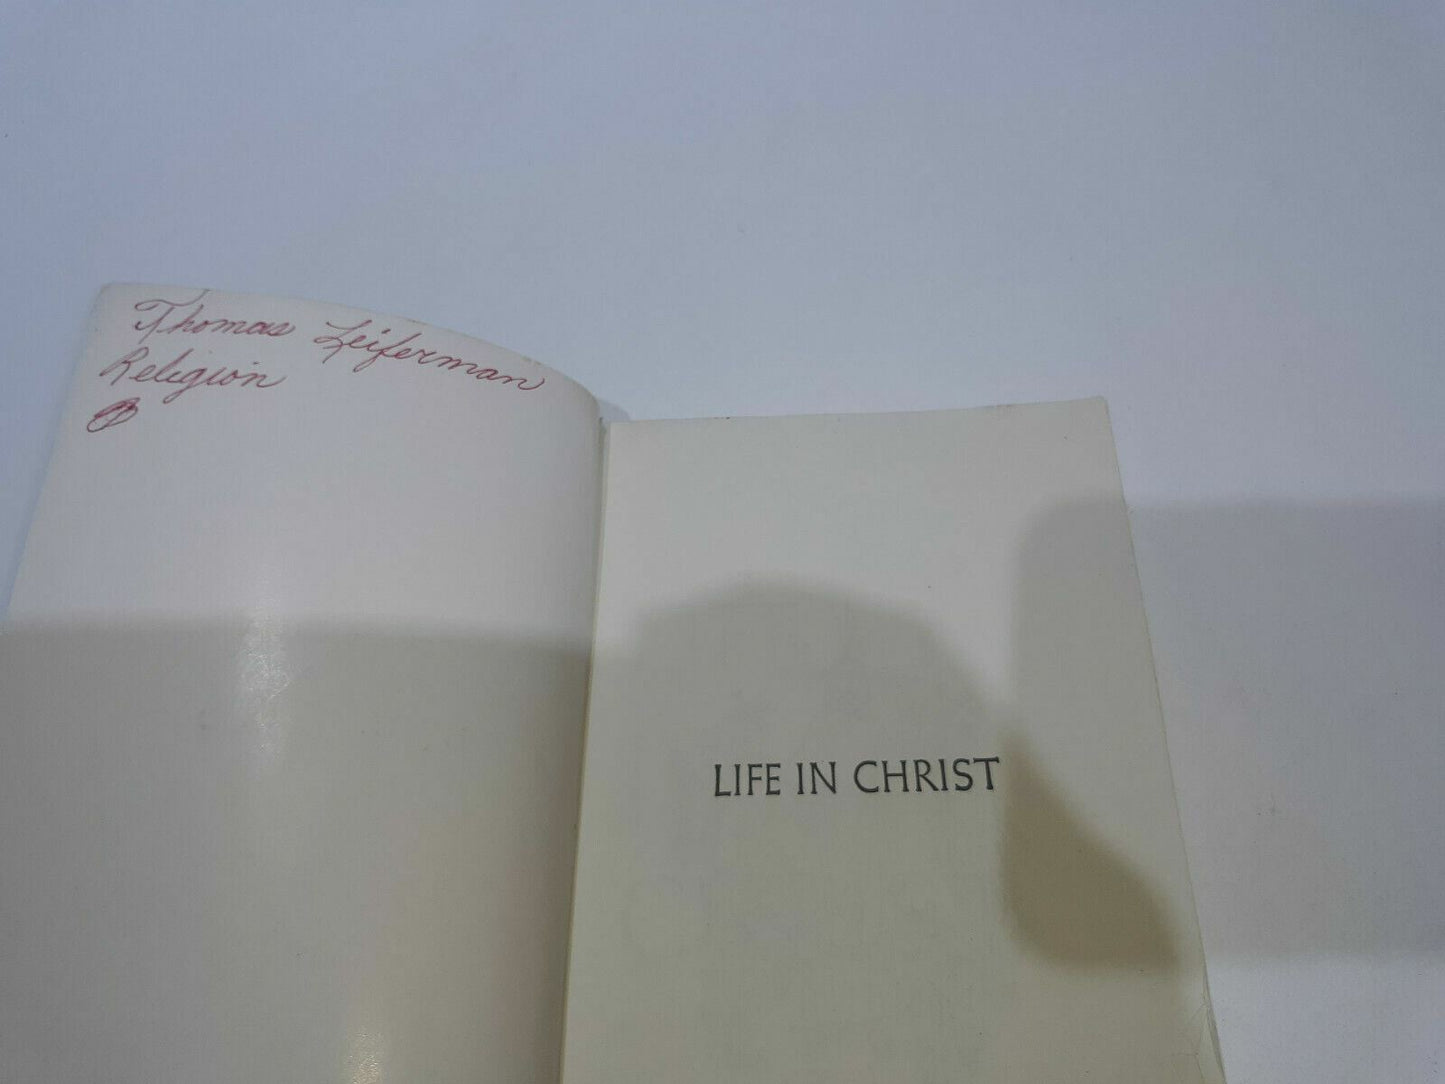 Thomas Leiferman
Religion
LIFE IN CHRIST